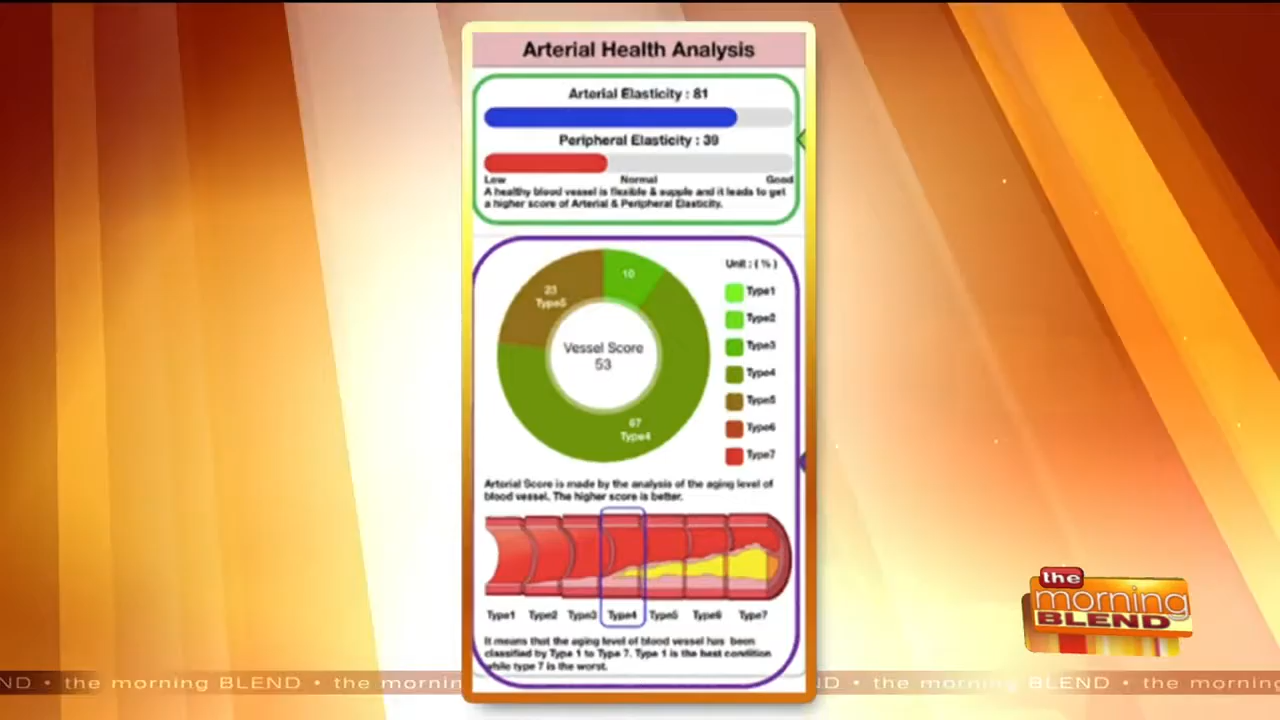 Arterial Health Analysis
Arterial Elasticity : 81
Peripheral Elasticity : 39
Low Normal Good
A healthy blood vessel is flexible & supple and it leads to get
a higher score of Arterial & Peripheral Elasticity.
Unit : ( % )
10
23
Type5
Vessel Score
53
67
Type4
Type1
Type2
Type3
Type4
Type5
Type6
Type7
Arterial Score is made by the analysis of the aging level of
blood vessel. The higher score is better.
Type1 Type2 Type3 Type4 Type5 Type6 Type7
It means that the aging level of blood vessel has been
classified by Type 1 to Type 7. Type 1 is the best condition
while type 7 is the worst.
the
morning
BLEND
ND • the morning BLEND • the mornin
D • the morning BLEND • the morning